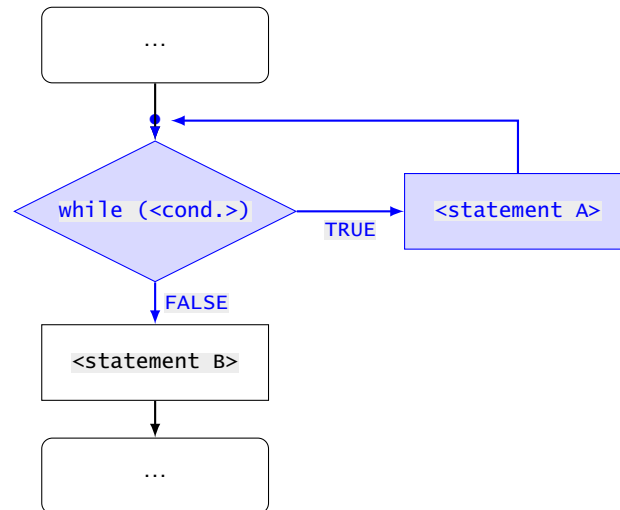 ...
while (<cond.>)
<statement A>
TRUE
FALSE
<statement B>
...